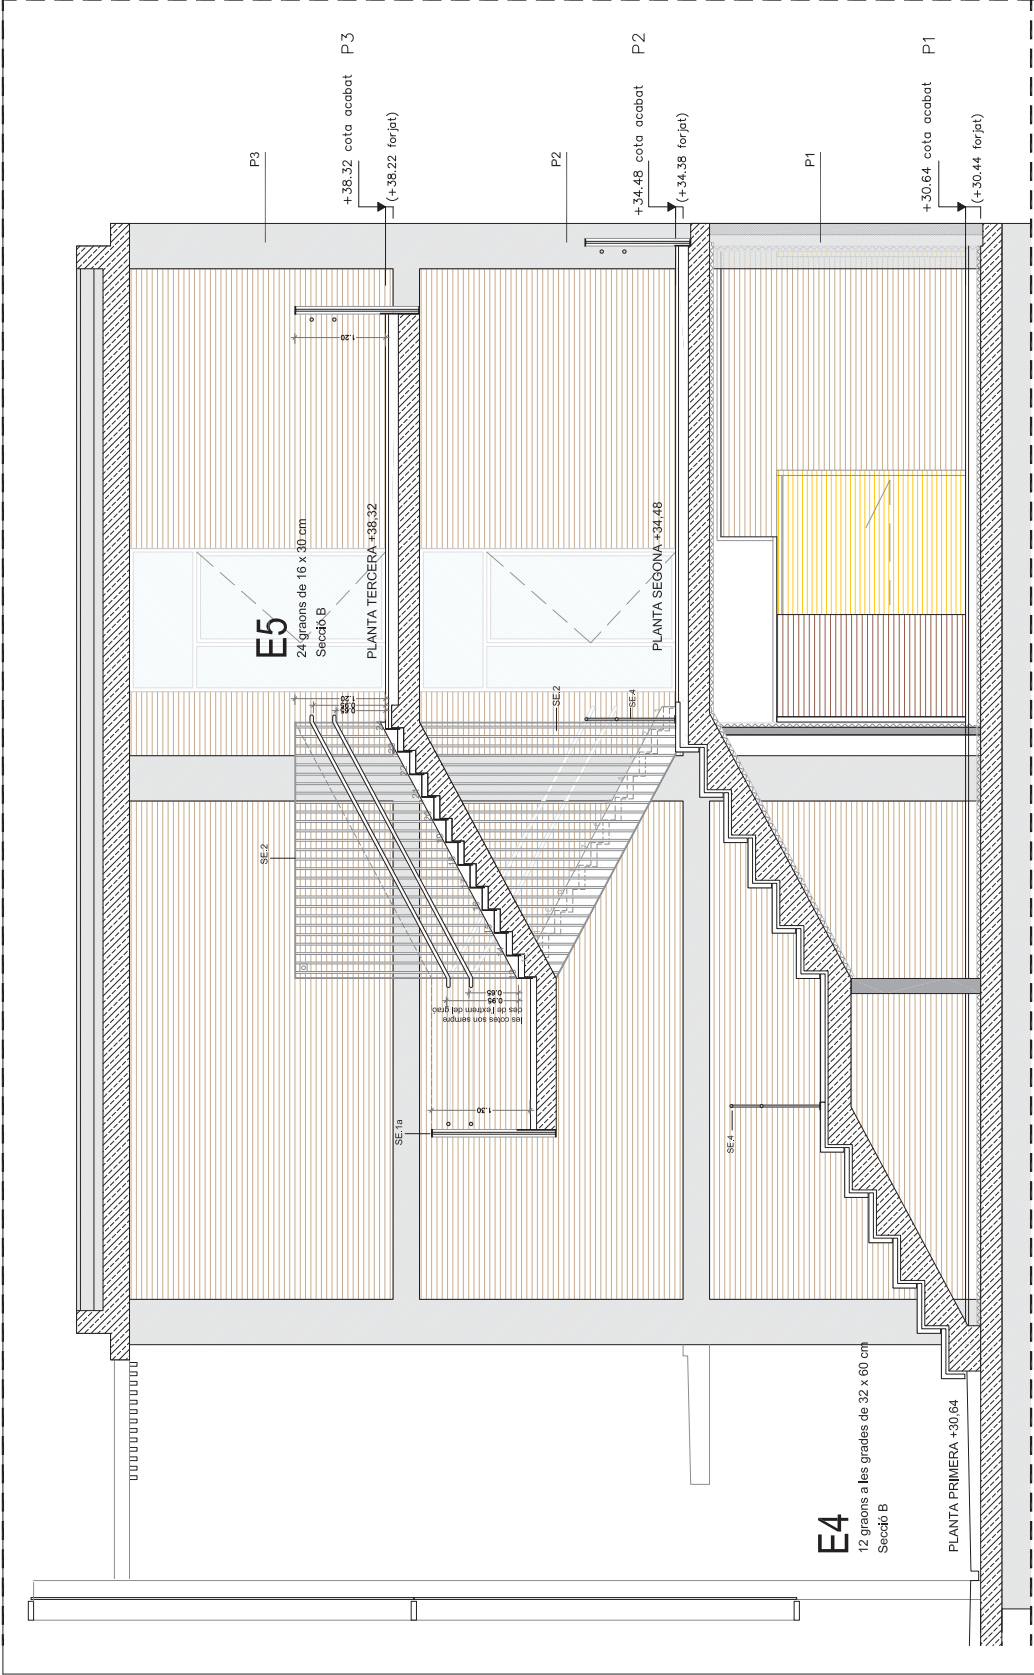 P3
+38.32 cota acabat P3
(+38.22 forjat)
P2
+34.48 cota acabat P2
(+34.38 forjat)
P1
+30.64 cota acabat P1
(+30.44 forjat)
1.20
E5
24 graons de 16 x 30 cm
Secció B
PLANTA TERCERA +38,32
PLANTA SEGONA +34,48
1.20
SE.2
SE.4
SE.2
0.65
0.95
les cotes son sempre
des de l'extrem del graó
1.30
SE.1a
SE.4
E4
12 graons a les grades de 32 x 60 cm
Secció B
PLANTA PRIMERA +30,64